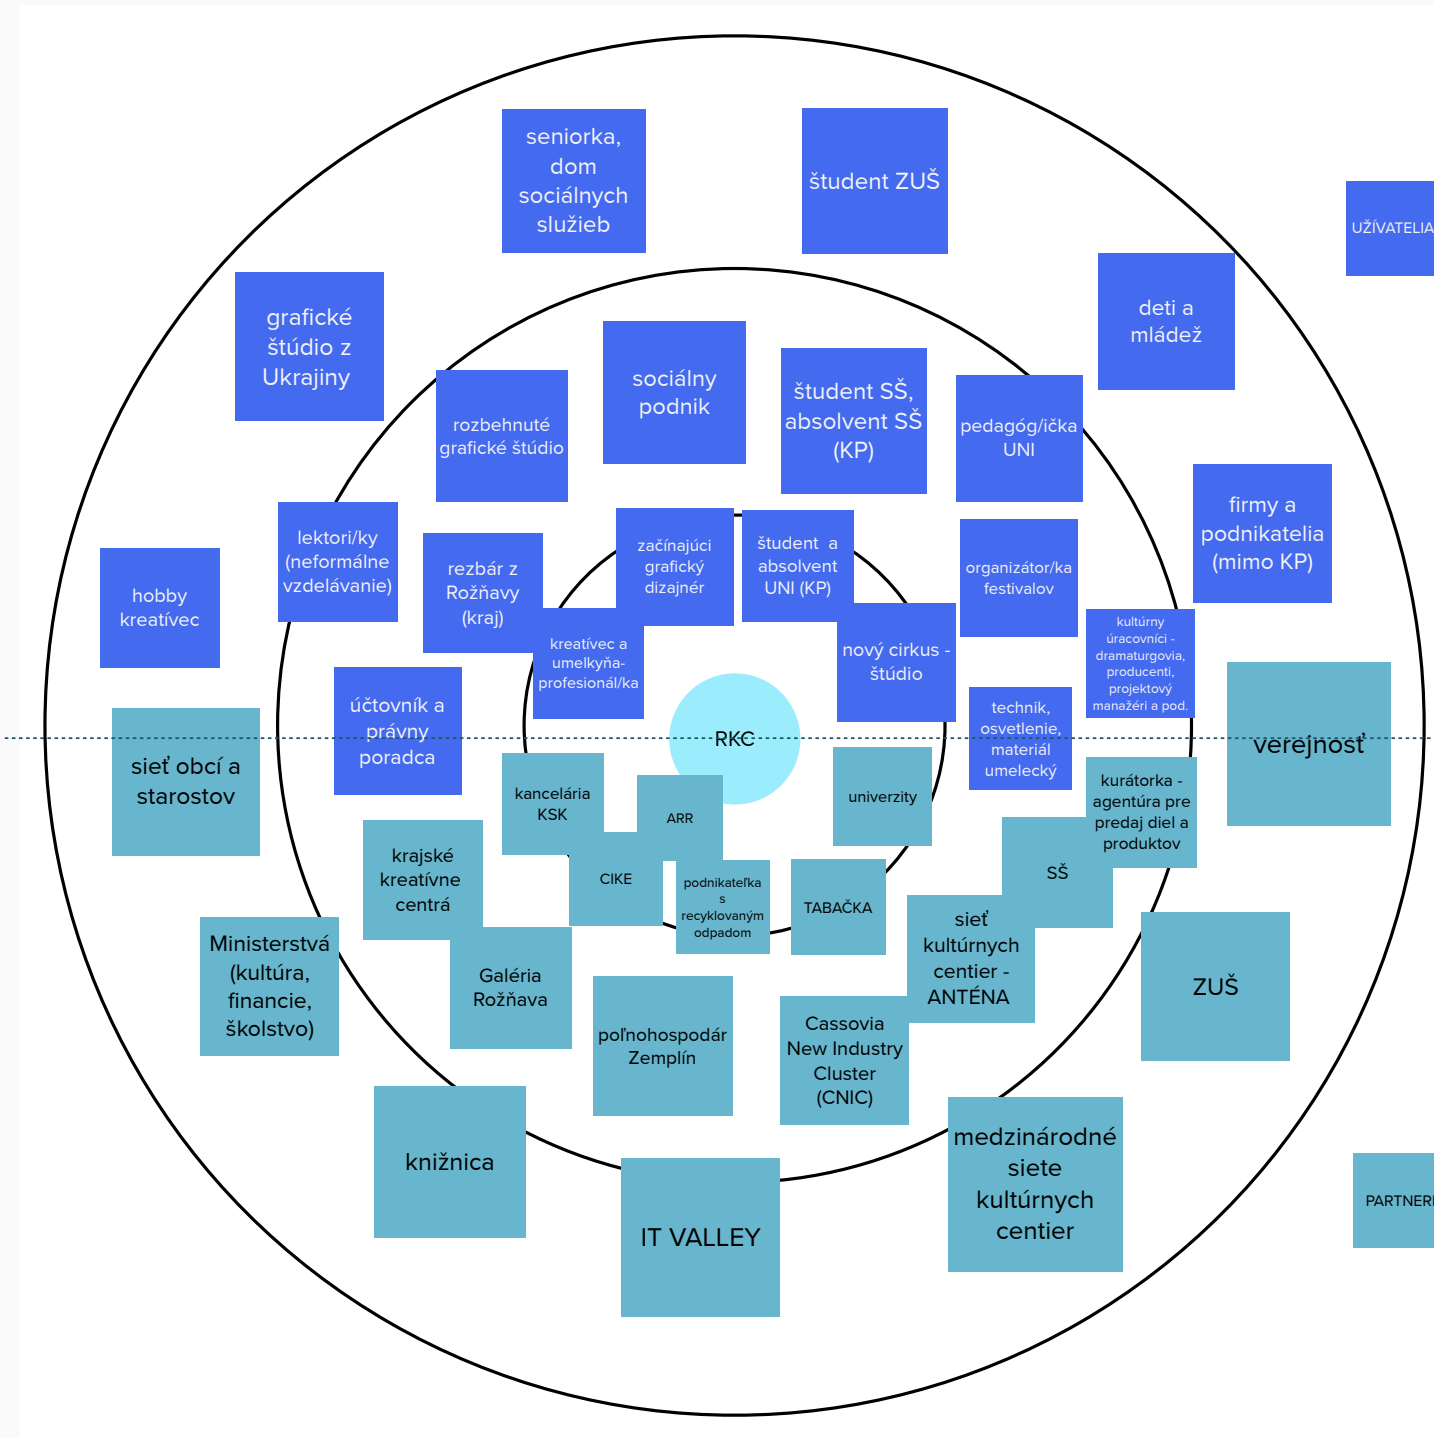 seniorka,
dom
sociálnych
služieb
študent ZUŠ
UŽÍVATELIA
grafické
štúdio z
Ukrajiny
deti a
mládež
sociálny
podnik
rozbehnuté
grafické štúdio
študent SŠ,
absolvent SŠ
(KP)
pedagóg/ička
UNI
firmy a
podnikatelia
(mimo KP)
lektori/ky
(neformálne
vzdelávanie)
hobby
kreatívec
rezbár z
Rožňavy
(kraj)
začínajúci
grafický
dizajnér
študent a
absolvent
UNI (KP)
organizátor/ka
festivalov
kreatívec a
umelkyňa-
profesionál/ka
nový cirkus -
štúdio
kultúrny
úracovníci -
dramaturgovia,
producenti,
projektový
manažéri a pod.
účtovník a
právny
poradca
technik,
osvetlenie,
materiál
umelecký
RKC
sieť obcí a
starostov
verejnosť
kancelária
KSK
ARR
univerzity
kurátorka -
agentúra pre
predaj diel a
produktov
krajské
kreatívne
centrá
CIKE
podnikateľka
s
recyklovaným
odpadom
TABAČKA
SŠ
Ministerstvá
(kultúra,
financie,
školstvo)
Galéria
Rožňava
sieť
kultúrnych
centier -
ANTÉNA
ZUŠ
poľnohospodár
Zemplín
Cassovia
New Industry
Cluster
(CNIC)
knižnica
IT VALLEY
medzinárodné
siete
kultúrnych
centier
PARTNERI